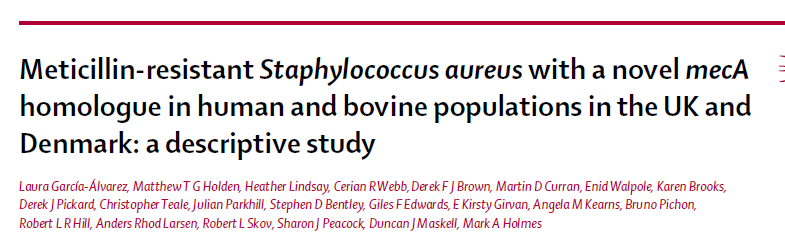 Meticillin-resistant Staphylococcus aureus with a novel mecA
homologue in human and bovine populations in the UK and
Denmark: a descriptive study
Laura García-Álvarez, Matthew T G Holden, Heather Lindsay, Cerian R Webb, Derek F J Brown, Martin D Curran, Enid Walpole, Karen Brooks,
Derek J Pickard, Christopher Teale, Julian Parkhill, Stephen D Bentley, Giles F Edwards, E Kirsty Girvan, Angela M Kearns, Bruno Pichon,
Robert L R Hill, Anders Rhod Larsen, Robert L Skov, Sharon J Peacock, Duncan J Maskell, Mark A Holmes